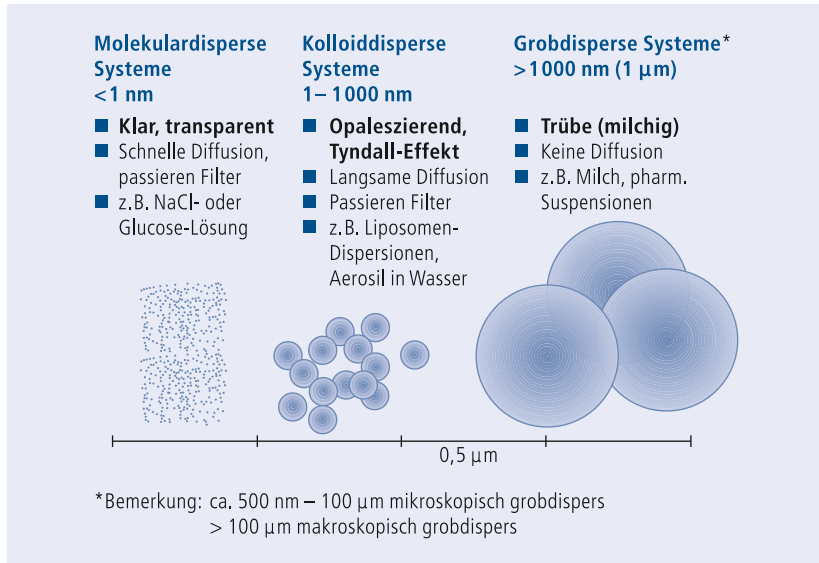 Molekulardisperse
Systeme
<1 nm
Klar, transparent
Schnelle Diffusion,
passieren Filter
z.B. NaCl- oder
Glucose-Lösung
Kolloiddisperse
Systeme
1–1000 nm
Opaleszierend,
Tyndall-Effekt
Langsame Diffusion
Passieren Filter
z.B. Liposomen-
Dispersionen,
Aerosil in Wasser
Grobdisperse Systeme*
>1000 nm (1 µm)
Trübe (milchig)
Keine Diffusion
z.B. Milch, pharm.
Suspensionen
0,5 µm
*Bemerkung: ca. 500 nm – 100 µm mikroskopisch grobdispers
> 100 µm makroskopisch grobdispers